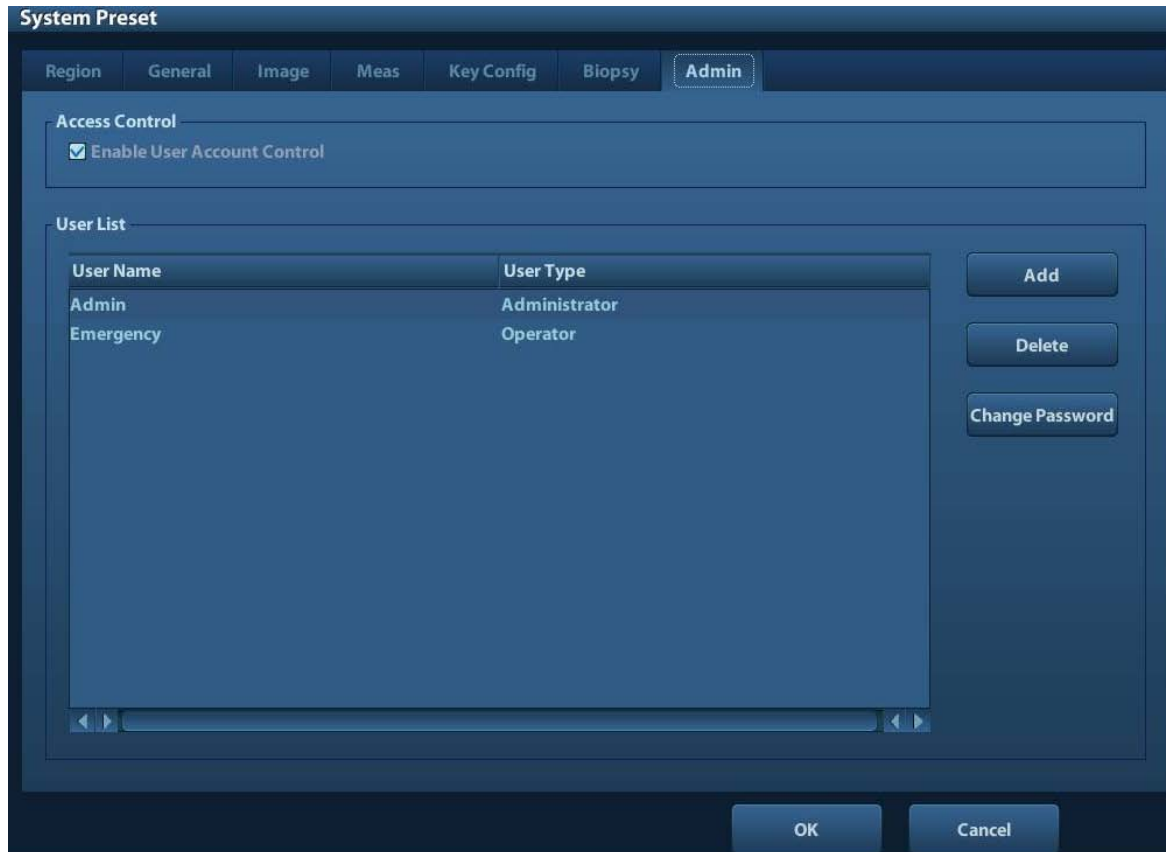 System Preset
Region General Image Meas Key Config Biopsy Admin
Access Control
Enable User Account Control
User List
User Name User Type
Admin Administrator
Emergency Operator
Add
Delete
Change Password
OK Cancel